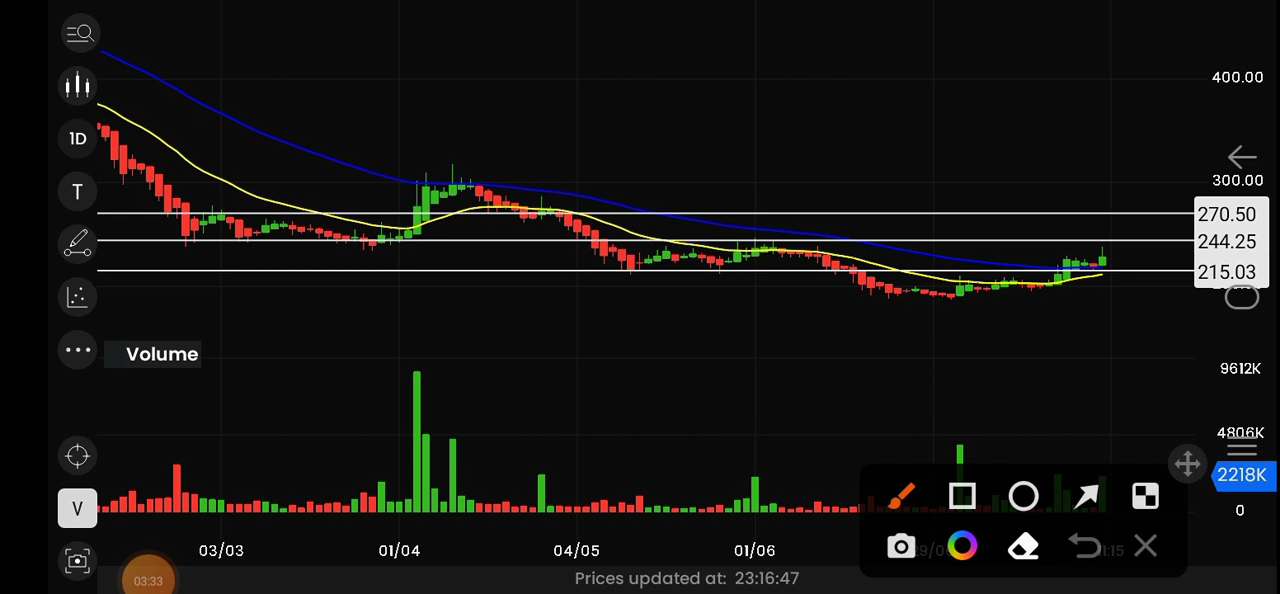 400.00
1D
T
300.00
270.50
244.25
215.03
Volume
9612K
4806K
2218K
V
0
03/03
01/04
04/05
01/06
03:33
Prices updated at: 23:16:47